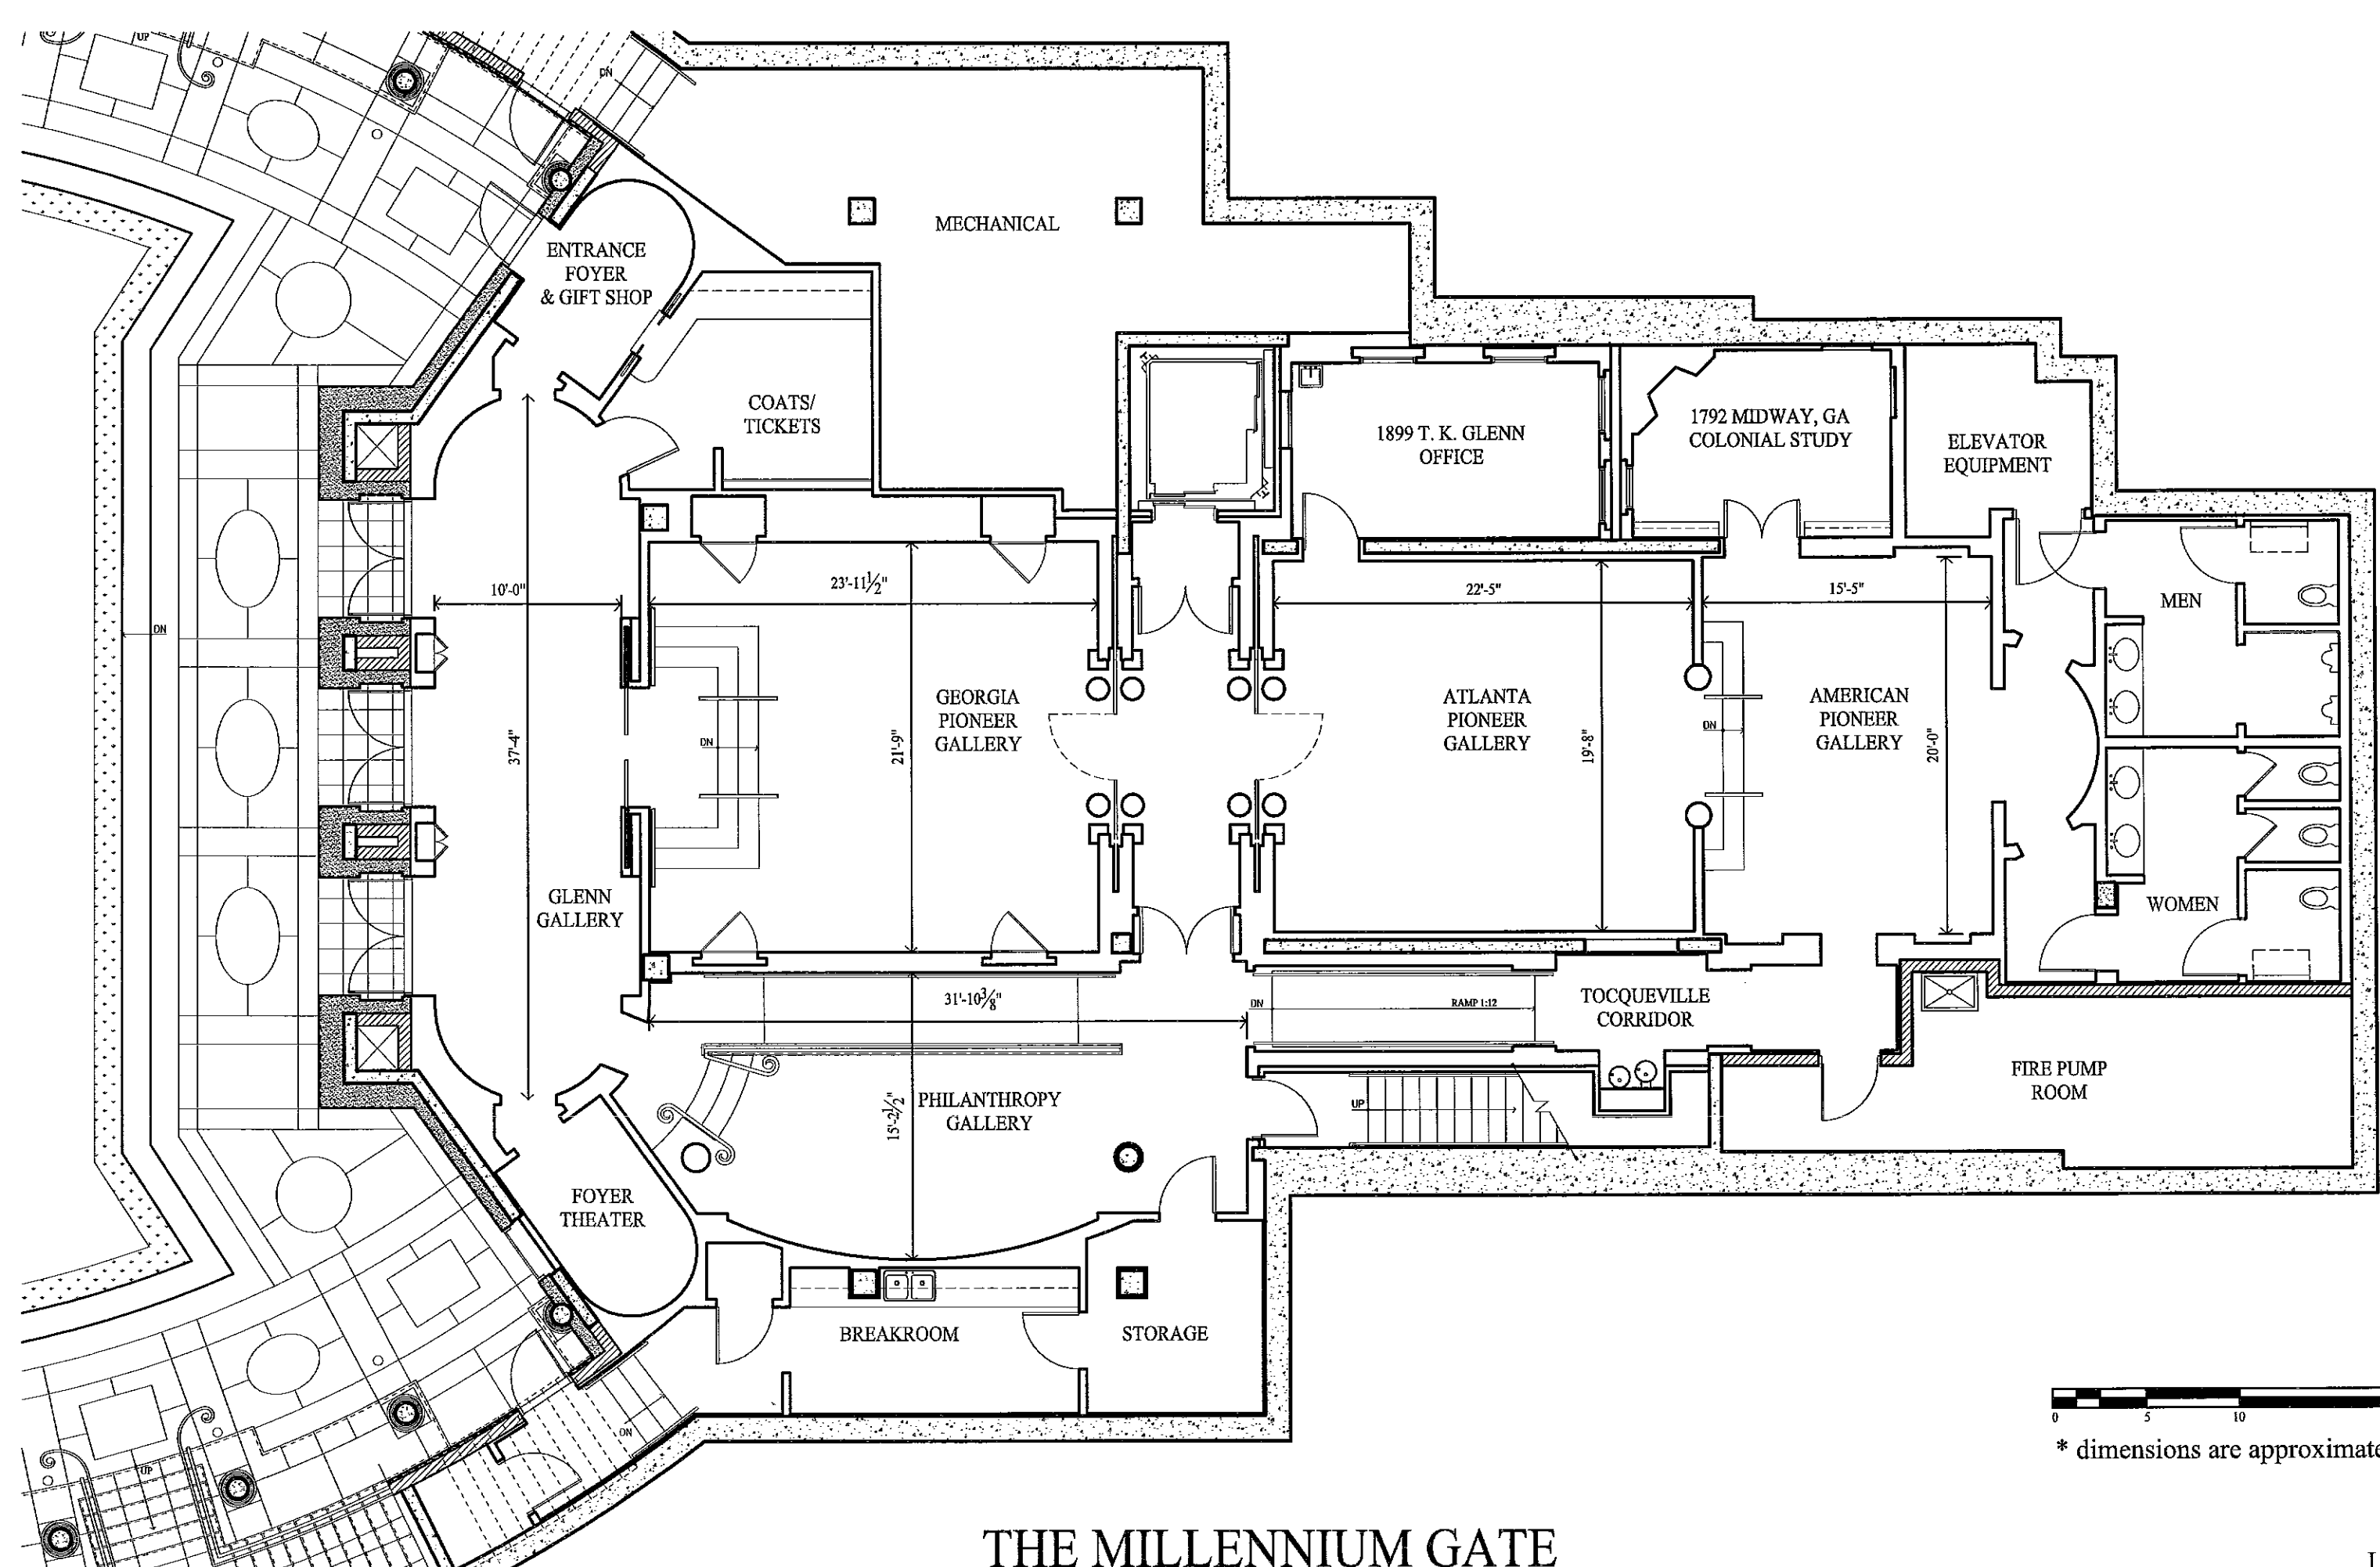 UP
DN
MECHANICAL
ENTRANCE
FOYER
& GIFT SHOP
COATS/
TICKETS
1899 T. K. GLENN
OFFICE
1792 MIDWAY, GA
COLONIAL STUDY
ELEVATOR
EQUIPMENT
10'-0"
23'-11½"
22'-5"
15'-5"
MEN
DN
GEORGIA
PIONEER
GALLERY
ATLANTA
PIONEER
GALLERY
AMERICAN
PIONEER
GALLERY
DN
DN
37'-4"
21'-9"
19'-8"
20'-0"
GLENN
GALLERY
WOMEN
31'-10⅜"
DN
RAMP 1:12
TOCQUEVILLE
CORRIDOR
FIRE PUMP
ROOM
PHILANTHROPY
GALLERY
15'-2½"
UP
FOYER
THEATER
BREAKROOM
STORAGE
DN
UP
0 5 10
* dimensions are approximate
THE MILLENNIUM GATE